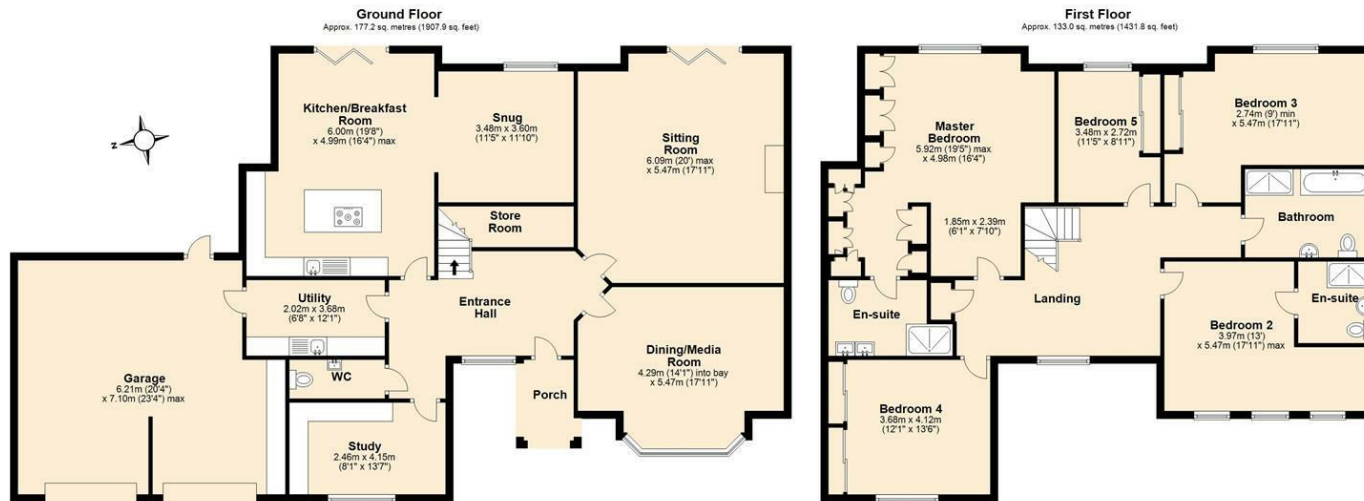 Ground Floor
Approx. 177.2 sq. metres (1907.9 sq. feet)
Kitchen/Breakfast
Room
6.00m (19'8")
x 4.99m (16'4") max
Snug
3.48m x 3.60m
(11'5" x 11'10")
Sitting
Room
6.09m (20') max
x 5.47m (17'11")
Store
Room
Utility
2.02m x 3.68m
(6'8" x 12'1")
Entrance
Hall
Garage
6.21m (20'4")
x 7.10m (23'4") max
WC
Porch
Dining/Media
Room
4.29m (14'1") into bay
x 5.47m (17'11")
Study
2.46m x 4.15m
(8'1" x 13'7")
z
First Floor
Approx. 133.0 sq. metres (1431.8 sq. feet)
Master
Bedroom
5.92m (19'5") max
x 4.98m (16'4")
Bedroom 5
3.48m x 2.72m
(11'5" x 8'11")
Bedroom 3
2.74m (9') min
x 5.47m (17'11")
1.85m x 2.39m
(6'1" x 7'10")
Bathroom
En-suite
Landing
Bedroom 2
3.97m (13')
x 5.47m (17'11") max
En-suite
Bedroom 4
3.68m x 4.12m
(12'1" x 13'6")